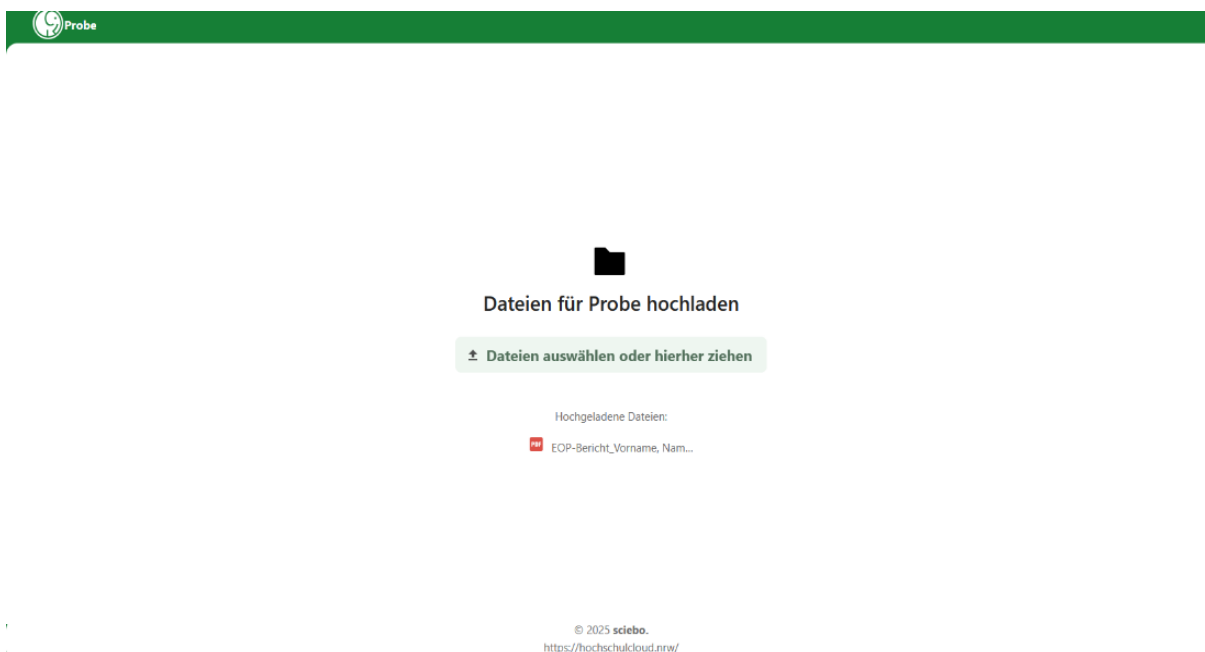 Probe
Dateien für Probe hochladen
Dateien auswählen oder hierher ziehen
Hochgeladene Dateien:
PDF EOP-Bericht_Vorname, Nam...
© 2025 sciebo.
https://hochschulcloud.nrw/